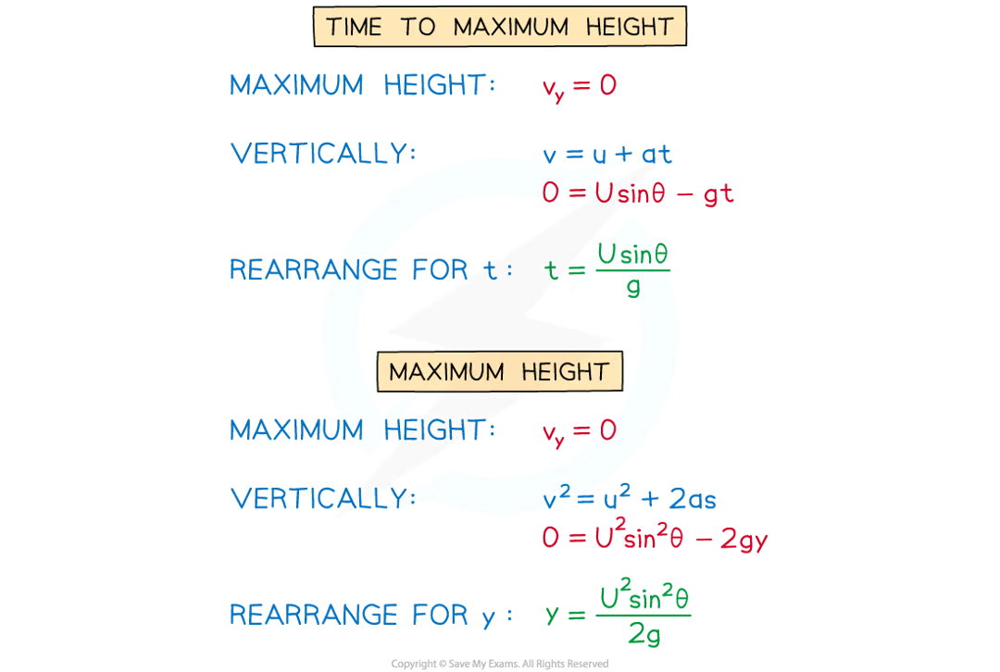 TIME TO MAXIMUM HEIGHT
MAXIMUM HEIGHT: v_y = 0
VERTICALLY: v = u + at
0 = Usinθ − gt
REARRANGE FOR t: t = Usinθ / g
MAXIMUM HEIGHT
MAXIMUM HEIGHT: v_y = 0
VERTICALLY: v² = u² + 2as
0 = U²sin²θ − 2gy
REARRANGE FOR y: y = U²sin²θ / 2g
Copyright © Save My Exams. All Rights Reserved